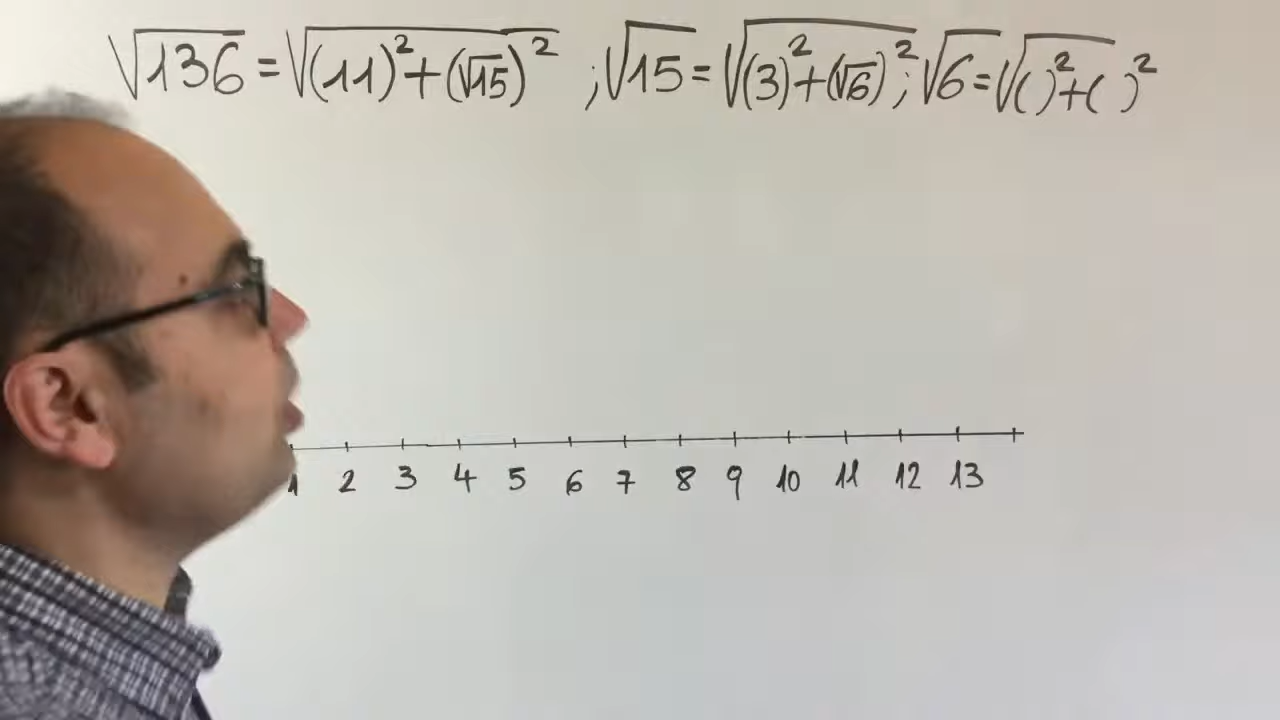 √136 = √(11)²+(√15)² ; √15 = √(3)²+(√6)² ; √6 = √( )²+( )²
1 2 3 4 5 6 7 8 9 10 11 12 13